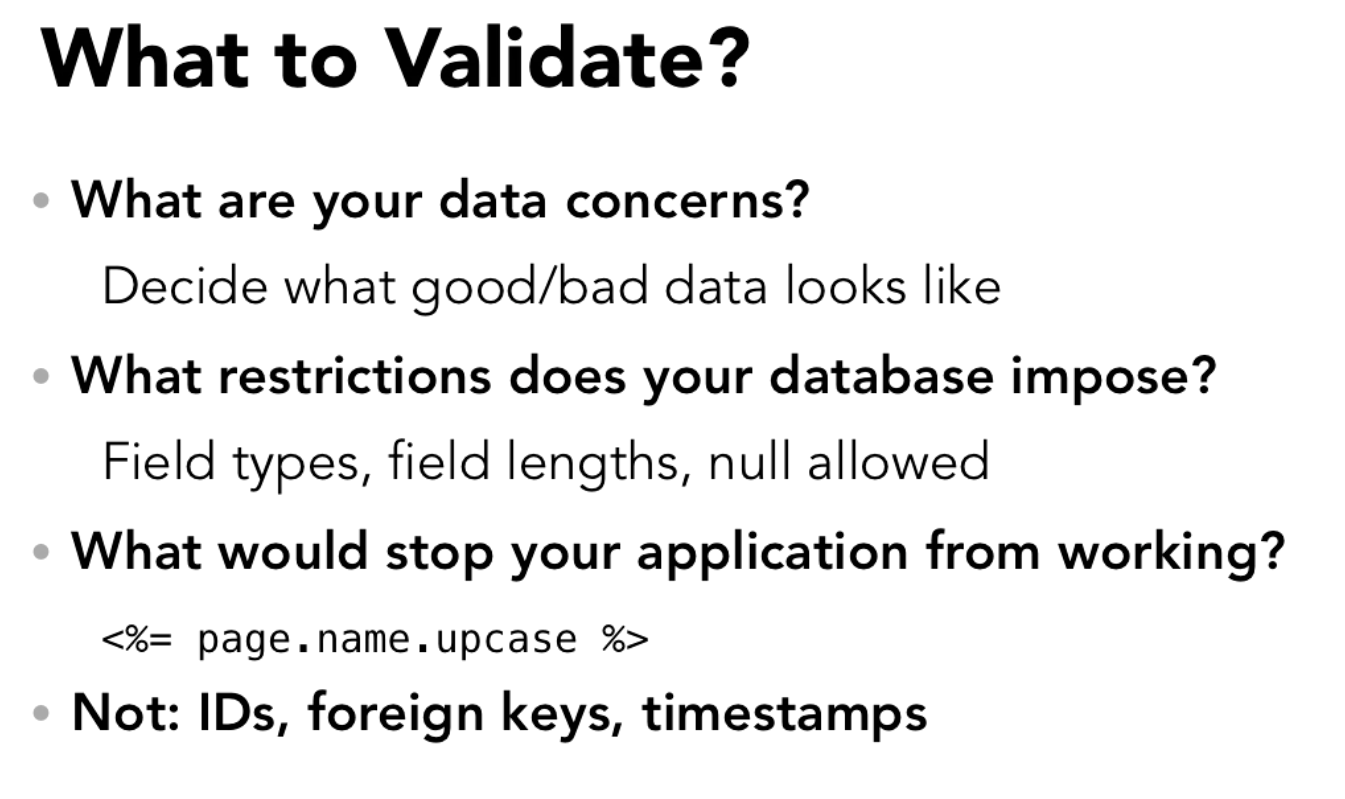 What to Validate?
• What are your data concerns?
Decide what good/bad data looks like
• What restrictions does your database impose?
Field types, field lengths, null allowed
• What would stop your application from working?
<%= page.name.upcase %>
• Not: IDs, foreign keys, timestamps